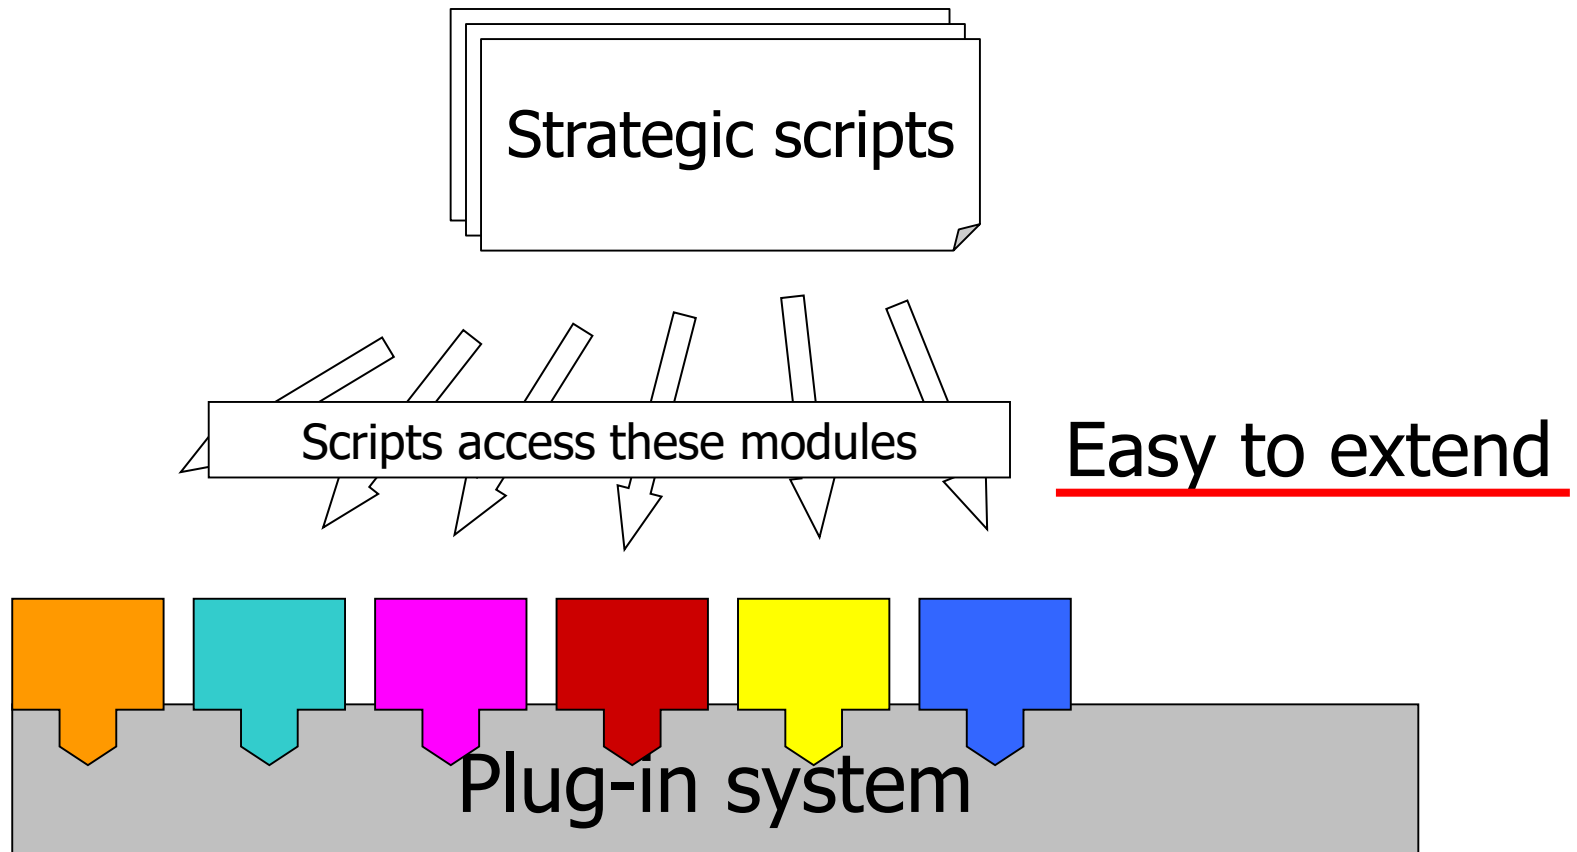 Strategic scripts
Scripts access these modules
Easy to extend
Plug-in system